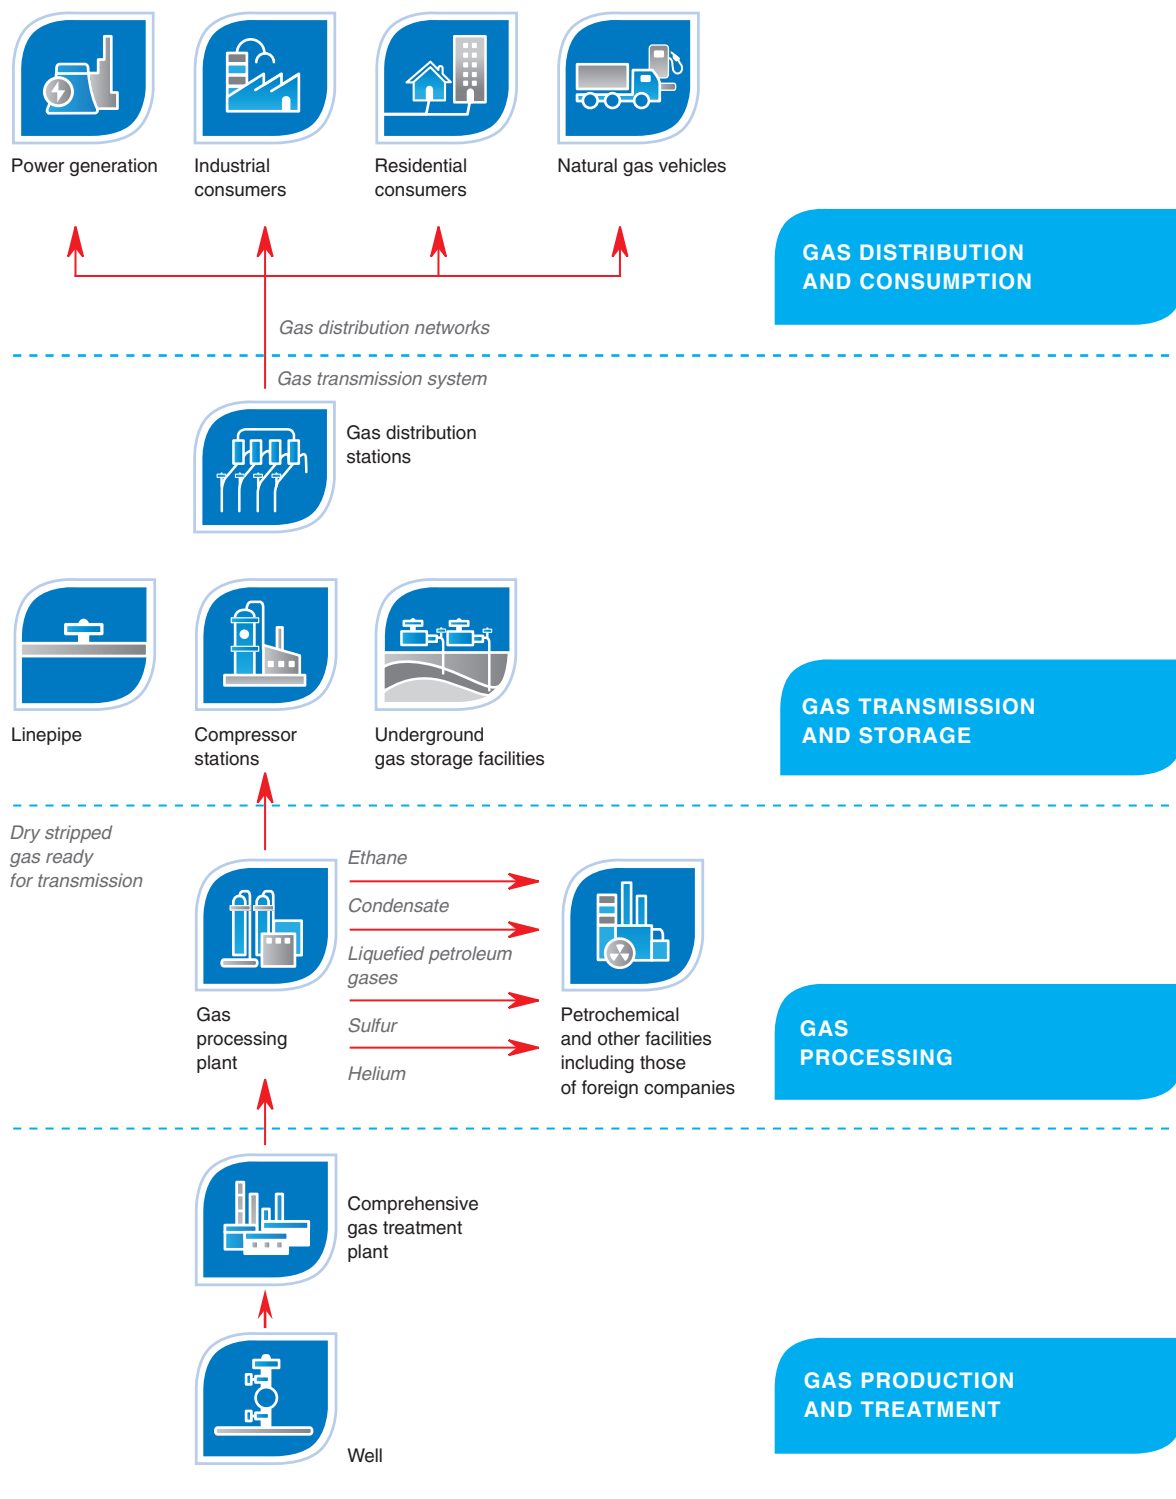 Power generation
Industrial
consumers
Residential
consumers
Natural gas vehicles
GAS DISTRIBUTION
AND CONSUMPTION
Gas distribution networks
Gas transmission system
Gas distribution
stations
Linepipe
Compressor
stations
Underground
gas storage facilities
GAS TRANSMISSION
AND STORAGE
Dry stripped
gas ready
for transmission
Ethane
Condensate
Liquefied petroleum
gases
Sulfur
Helium
Gas
processing
plant
Petrochemical
and other facilities
including those
of foreign companies
GAS
PROCESSING
Comprehensive
gas treatment
plant
GAS PRODUCTION
AND TREATMENT
Well